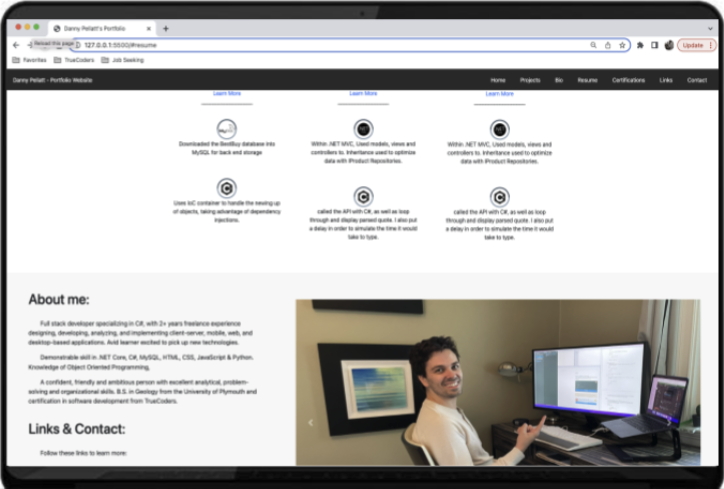 Danny Pellatt's Portfolio
Reload this page
127.0.0.1:5500/#resume
Update
Favorites TrueCoders Job Seeking
Danny Pellatt - Portfolio Website
Home Projects Bio Resume Certifications Links Contact
Learn More Learn More Learn More
Downloaded the BestBuy database into
MySQL for back end storage
Within .NET MVC, Used models, views and
controllers to. Inheritance used to optimize
data with IProduct Repositories.
Within .NET MVC, Used models, views and
controllers to. Inheritance used to optimize
data with IProduct Repositories.
Uses IoC container to handle the newing up
of objects, taking advantage of dependency
injections.
called the API with C#, as well as loop
through and display parsed quote. I also put
a delay in order to simulate the time it would
take to type.
called the API with C#, as well as loop
through and display parsed quote. I also put
a delay in order to simulate the time it would
take to type.
About me:
Full stack developer specializing in C#, with 2+ years freelance experience
designing, developing, analyzing, and implementing client-server, mobile, web, and
desktop-based applications. Avid learner excited to pick up new technologies.
Demonstrable skill in .NET Core, C#, MySQL, HTML, CSS, JavaScript & Python.
Knowledge of Object Oriented Programming,
A confident, friendly and ambitious person with excellent analytical, problem-
solving and organizational skills. B.S. in Geology from the University of Plymouth and
certification in software development from TrueCoders.
Links & Contact:
Follow these links to learn more: